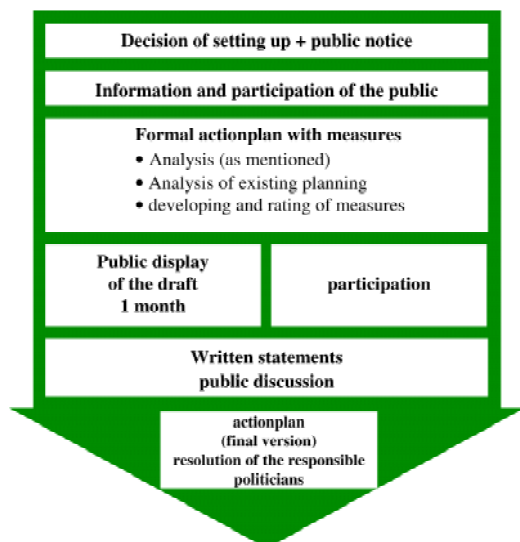 Decision of setting up + public notice
Information and participation of the public
Formal actionplan with measures
• Analysis (as mentioned)
• Analysis of existing planning
• developing and rating of measures
Public display
of the draft
1 month
participation
Written statements
public discussion
actionplan
(final version)
resolution of the responsible
politicians